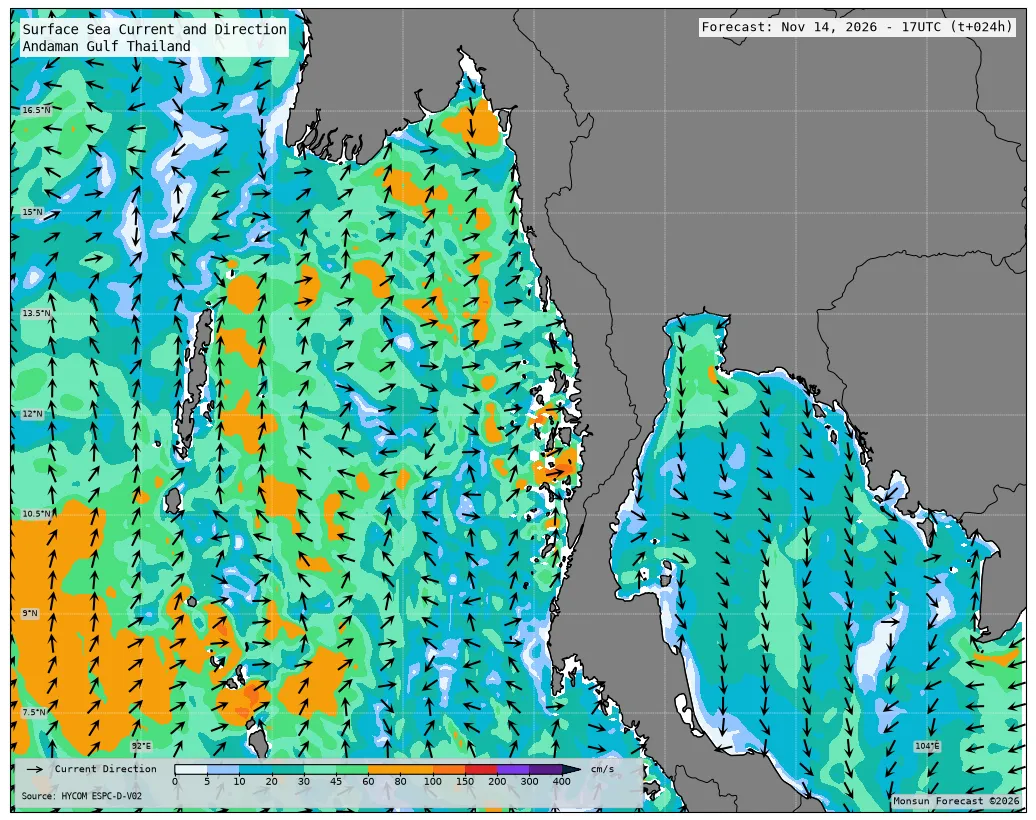 Surface Sea Current and Direction
Andaman Gulf Thailand
Forecast: Nov 14, 2026 - 17UTC (t+024h)
16.5°N
15°N
13.5°N
12°N
10.5°N
9°N
7.5°N
92°E
104°E
Current Direction
0 5 10 20 30 45 60 80 100 150 200 300 400
cm/s
Source: HYCOM ESPC-D-V02
Monsun Forecast ©2026